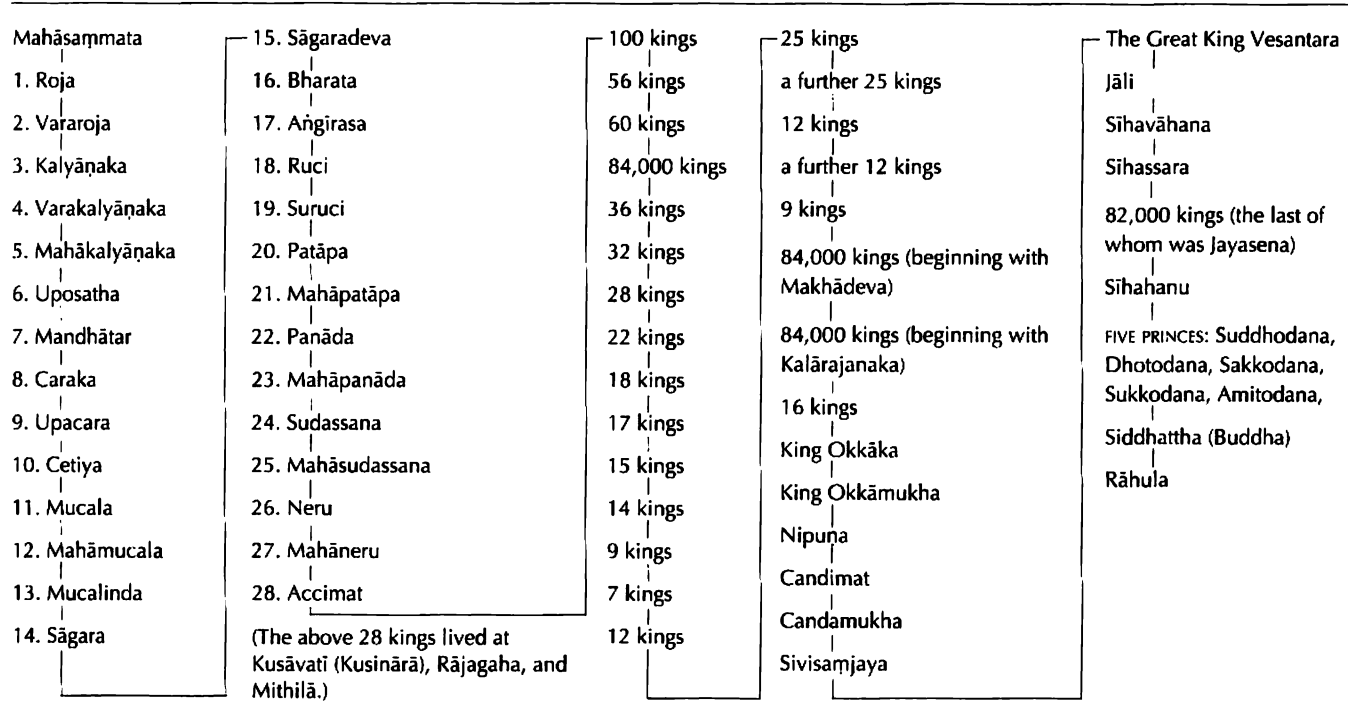 Mahāsaṃmata
1. Roja
2. Vararoja
3. Kalyāṇaka
4. Varakalyāṇaka
5. Mahākalyāṇaka
6. Uposatha
7. Mandhātar
8. Caraka
9. Upacara
10. Cetiya
11. Mucala
12. Mahāmucala
13. Mucalinda
14. Sāgara
15. Sāgaradeva
16. Bharata
17. Aṅgīrasa
18. Ruci
19. Suruci
20. Patāpa
21. Mahāpatāpa
22. Panāda
23. Mahāpanāda
24. Sudassana
25. Mahāsudassana
26. Neru
27. Mahāneru
28. Accimat
(The above 28 kings lived at
Kusāvatī (Kusinārā), Rājagaha, and
Mithilā.)
100 kings
56 kings
60 kings
84,000 kings
36 kings
32 kings
28 kings
22 kings
18 kings
17 kings
15 kings
14 kings
9 kings
7 kings
12 kings
25 kings
a further 25 kings
12 kings
a further 12 kings
9 kings
84,000 kings (beginning with
Makhādeva)
84,000 kings (beginning with
Kalārajanaka)
16 kings
King Okkāka
King Okkāmukha
Nipuṇa
Candimat
Candamukha
Sivisaṃjaya
The Great King Vesantara
Jāli
Sīhavāhana
Sīhassara
82,000 kings (the last of
whom was Jayasena)
Sīhahanu
FIVE PRINCES: Suddhodana,
Dhotodana, Sakkodana,
Sukkodana, Amitodana,
Siddhattha (Buddha)
Rāhula